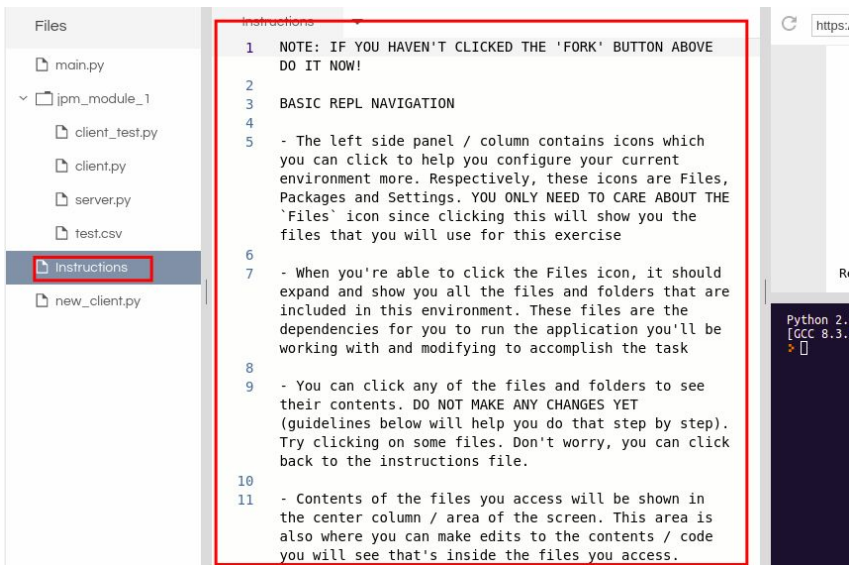 Files
main.py
jpm_module_1
client_test.py
client.py
server.py
test.csv
Instructions
new_client.py
Instructions
1 NOTE: IF YOU HAVEN'T CLICKED THE 'FORK' BUTTON ABOVE
DO IT NOW!
2
3 BASIC REPL NAVIGATION
4
5 - The left side panel / column contains icons which
you can click to help you configure your current
environment more. Respectively, these icons are Files,
Packages and Settings. YOU ONLY NEED TO CARE ABOUT THE
`Files` icon since clicking this will show you the
files that you will use for this exercise
6
7 - When you're able to click the Files icon, it should
expand and show you all the files and folders that are
included in this environment. These files are the
dependencies for you to run the application you'll be
working with and modifying to accomplish the task
8
9 - You can click any of the files and folders to see
their contents. DO NOT MAKE ANY CHANGES YET
(guidelines below will help you do that step by step).
Try clicking on some files. Don't worry, you can click
back to the instructions file.
10
11 - Contents of the files you access will be shown in
the center column / area of the screen. This area is
also where you can make edits to the contents / code
you will see that's inside the files you access.
https:
Re
Python 2.
[GCC 8.3.